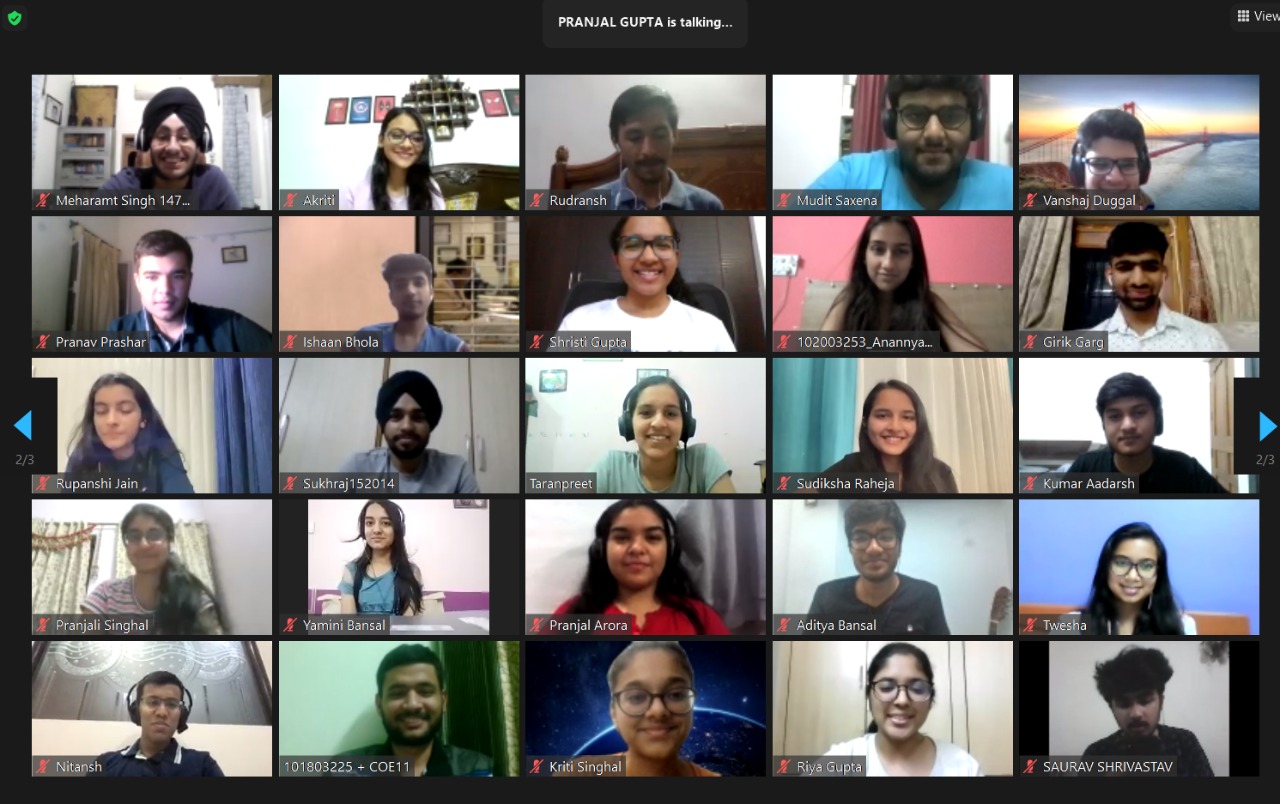 PRANJAL GUPTA is talking...
View
Meharamt Singh 147...
Akriti
Rudransh
Mudit Saxena
Vanshaj Duggal
Pranav Prashar
Ishaan Bhola
Shristi Gupta
102003253_Anannya...
Girik Garg
2/3
Rupanshi Jain
Sukhraj152014
Taranpreet
Sudiksha Raheja
Kumar Aadarsh
2/3
Pranjali Singhal
Yamini Bansal
Pranjal Arora
Aditya Bansal
Twesha
Nitansh
101803225 + COE11
Kriti Singhal
Riya Gupta
SAURAV SHRIVASTAV